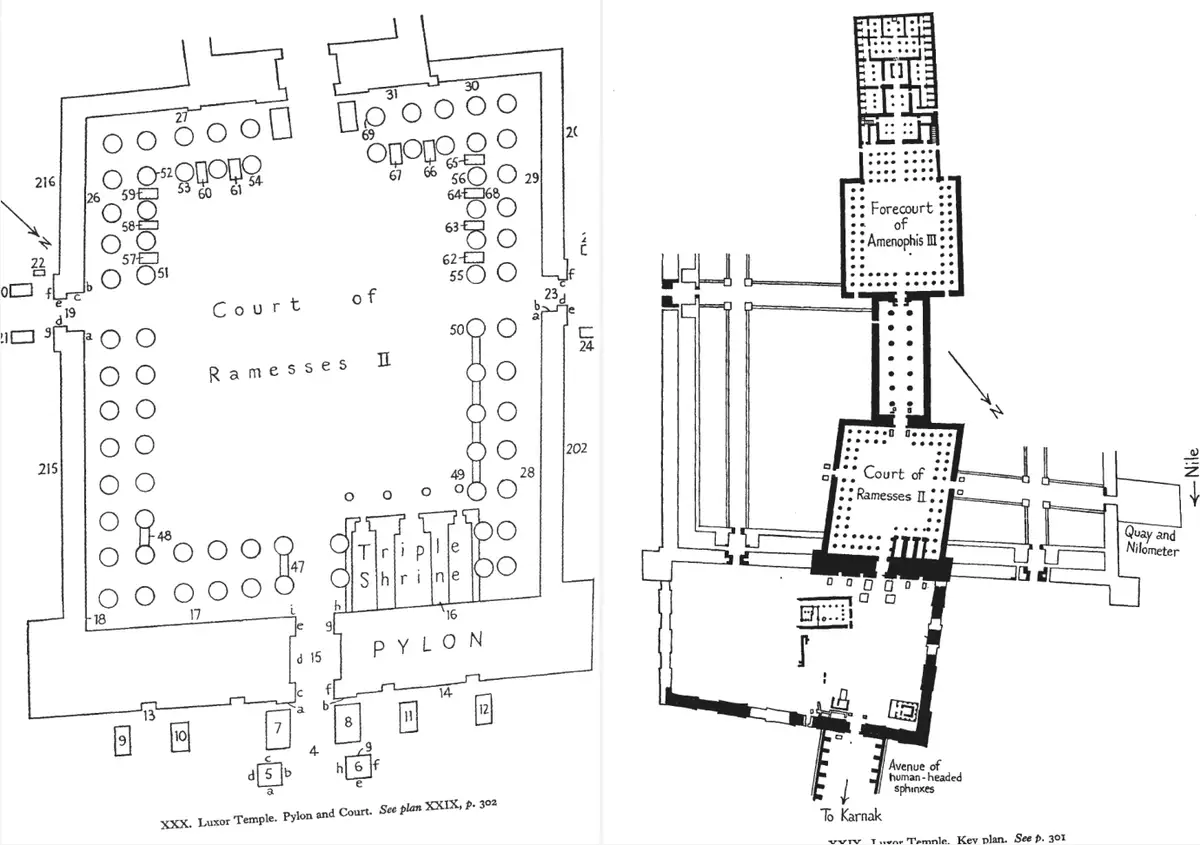 31
30
27
69
20
52
53
54
60
61
67
66
65
56
216
26
59
64
68
29
58
63
57
51
62
55
N
22
f
b
e
c
d
19
g
a
f
c
23
d
b
a
e
24
Court of
Ramesses II
50
215
49
28
202
48
47
Triple
Shrine
18
17
i
h
16
e
g
d
15
PYLON
c
f
a
b
14
13
9
10
7
8
11
12
4
c
g
d
5
b
h
6
f
a
e
XXX. Luxor Temple. Pylon and Court. See plan XXIX, p. 302
Forecourt
of
Amenophis III
N
Court of
Ramesses II
Nile
Quay and
Nilometer
Avenue of
human-headed
sphinxes
To Karnak
XXIX. Luxor Temple. Key plan. See p. 301